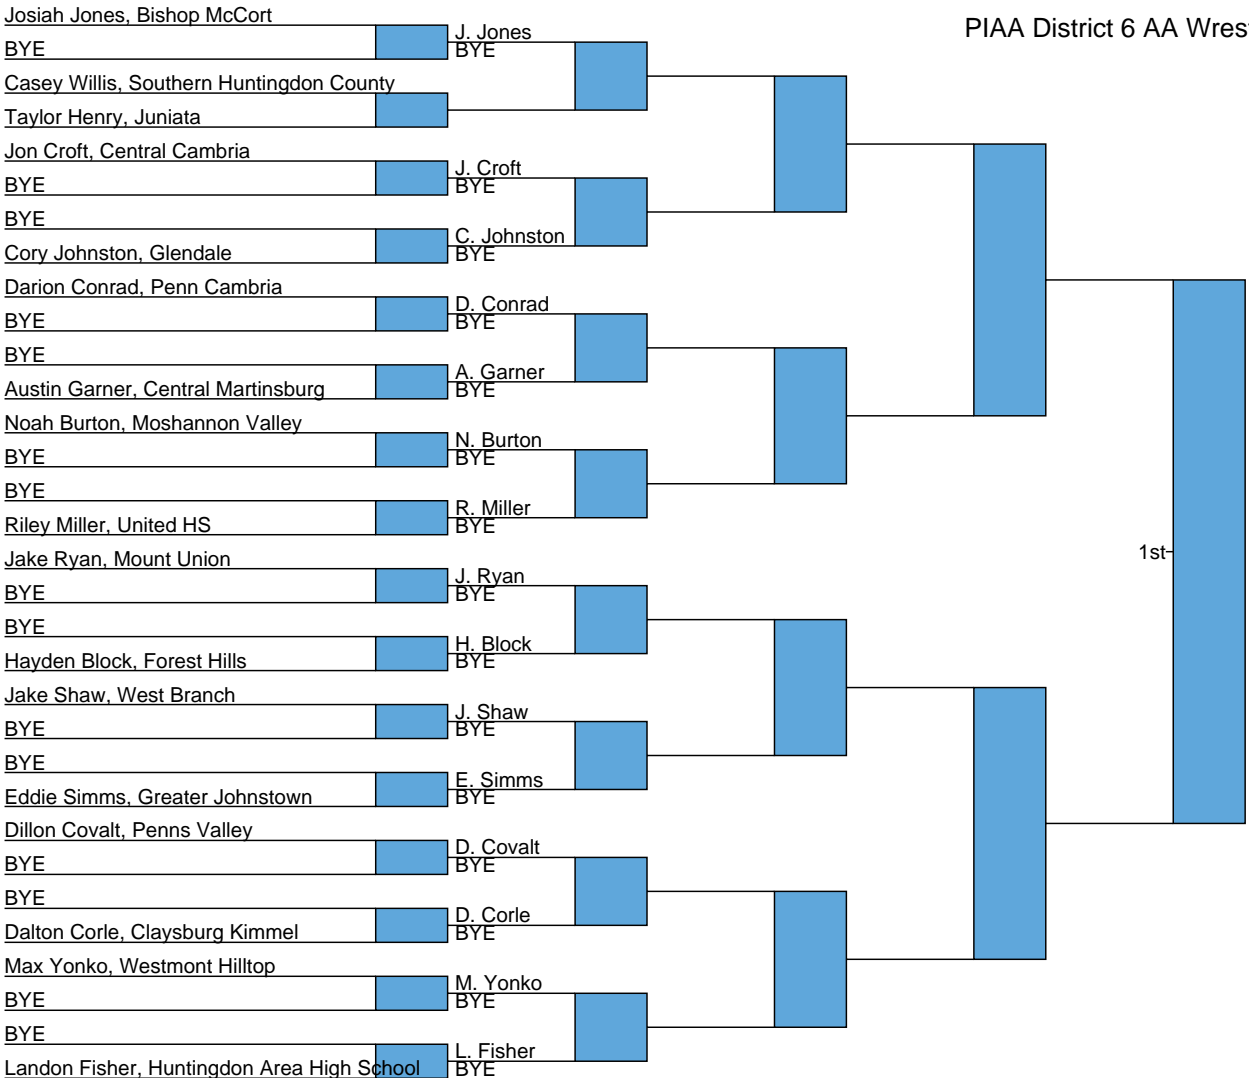 Josiah Jones, Bishop McCort
BYE
Casey Willis, Southern Huntingdon County
Taylor Henry, Juniata
Jon Croft, Central Cambria
BYE
BYE
Cory Johnston, Glendale
Darion Conrad, Penn Cambria
BYE
BYE
Austin Garner, Central Martinsburg
Noah Burton, Moshannon Valley
BYE
BYE
Riley Miller, United HS
Jake Ryan, Mount Union
BYE
BYE
Hayden Block, Forest Hills
Jake Shaw, West Branch
BYE
BYE
Eddie Simms, Greater Johnstown
Dillon Covalt, Penns Valley
BYE
BYE
Dalton Corle, Claysburg Kimmel
Max Yonko, Westmont Hilltop
BYE
BYE
Landon Fisher, Huntingdon Area High School
J. Jones
BYE
J. Croft
BYE
C. Johnston
BYE
D. Conrad
BYE
A. Garner
BYE
N. Burton
BYE
R. Miller
BYE
J. Ryan
BYE
H. Block
BYE
J. Shaw
BYE
E. Simms
BYE
D. Covalt
BYE
D. Corle
BYE
M. Yonko
BYE
L. Fisher
BYE
PIAA District 6 AA Wres
1st